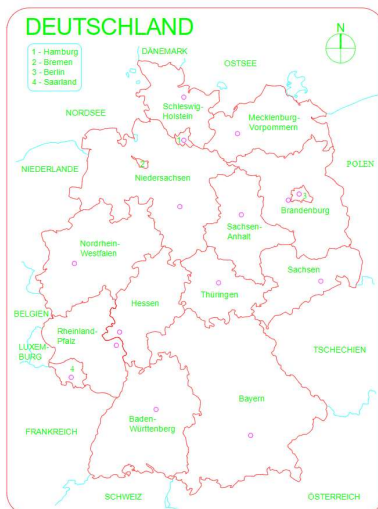 DEUTSCHLAND
N
1 - Hamburg
2 - Bremen
3 - Berlin
4 - Saarland
DÄNEMARK
OSTSEE
NORDSEE
Schleswig-
Holstein
Mecklenburg-
Vorpommern
1
NIEDERLANDE
2
POLEN
Niedersachsen
3
Brandenburg
Sachsen-
Anhalt
Nordrhein-
Westfalen
Sachsen
Thüringen
Hessen
BELGIEN
Rheinland-
Pfalz
LUXEM-
BURG
TSCHECHIEN
4
Bayern
Baden-
Württemberg
FRANKREICH
SCHWEIZ
ÖSTERREICH